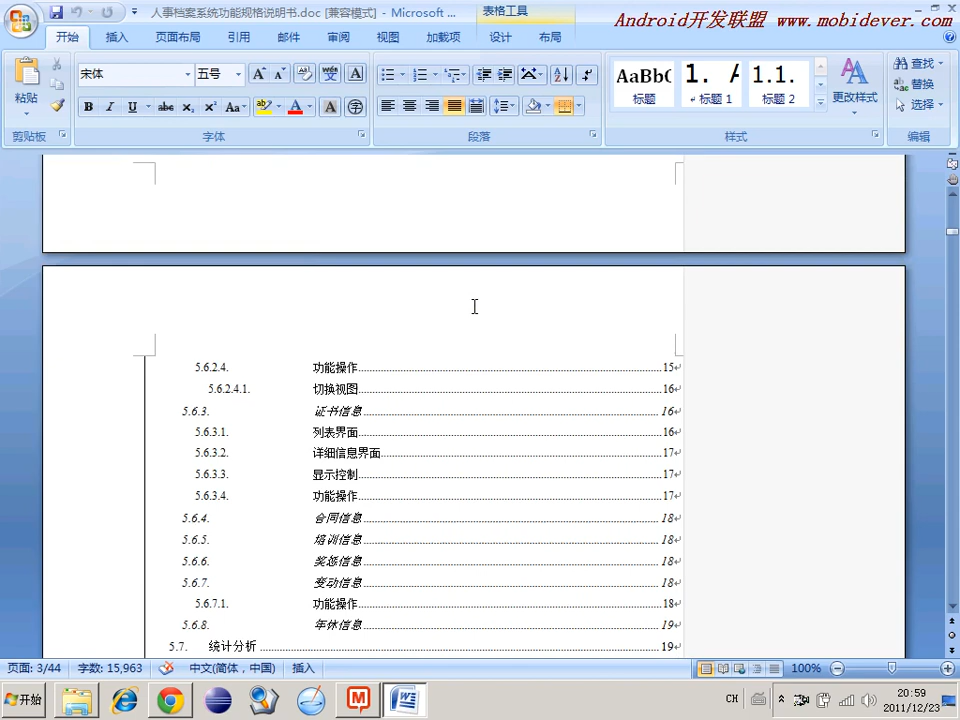 人事档案系统功能规格说明书.doc [兼容模式] - Microsoft ...
表格工具
Android开发联盟 www.mobidever.com
开始 插入 页面布局 引用 邮件 审阅 视图 加载项 设计 布局
粘贴
宋体 五号
AaBbC 1. A 1.1.
标题 标题 1 标题 2
更改样式
查找
替换
选择
剪贴板 字体 段落 样式 编辑
5.6.2.4. 功能操作 15
5.6.2.4.1. 切换视图 16
5.6.3. 证书信息 16
5.6.3.1. 列表界面 16
5.6.3.2. 详细信息界面 17
5.6.3.3. 显示控制 17
5.6.3.4. 功能操作 17
5.6.4. 合同信息 18
5.6.5. 培训信息 18
5.6.6. 奖惩信息 18
5.6.7. 变动信息 18
5.6.7.1. 功能操作 18
5.6.8. 年休信息 19
5.7. 统计分析 19
页面: 3/44 字数: 15,963 中文(简体，中国) 插入 100%
开始 CH 20:59
2011/12/23